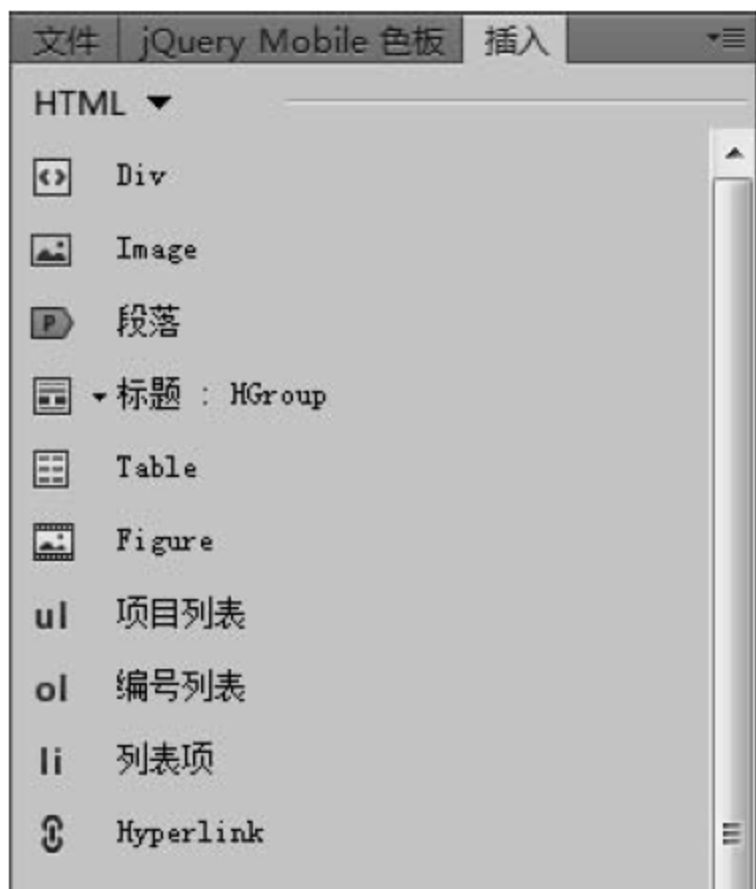 文件 jQuery Mobile 色板 插入
HTML
Div
Image
P 段落
标题 : HGroup
Table
Figure
ul 项目列表
ol 编号列表
li 列表项
Hyperlink